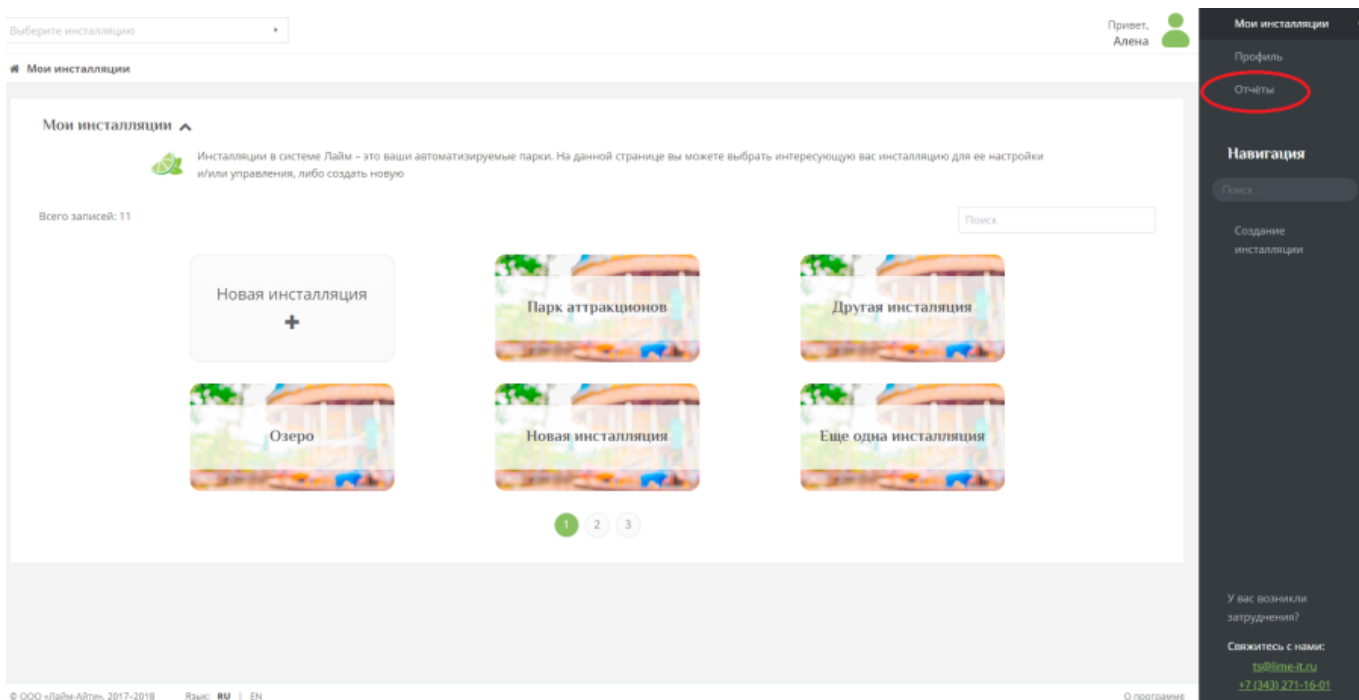 Выберите инсталляцию
Привет,
Алена
Мои инсталляции
Мои инсталляции
Инсталляции в системе Лайм – это ваши автоматизируемые парки. На данной странице вы можете выбрать интересующую вас инсталляцию для ее настройки
и/или управления, либо создать новую
Всего записей: 11
Поиск
Новая инсталляция
Парк аттракционов
Другая инсталяция
Озеро
Новая инсталляция
Еще одна инсталляция
1 2 3
© ООО «Лайм-Айти», 2017–2018 Язык: RU | EN
О программе
Мои инсталляции
Профиль
Отчёты
Навигация
Поиск...
Создание
инсталляции
У вас возникли
затруднения?
Свяжитесь с нами:
ts@lime-it.ru
+7 (343) 271-16-01